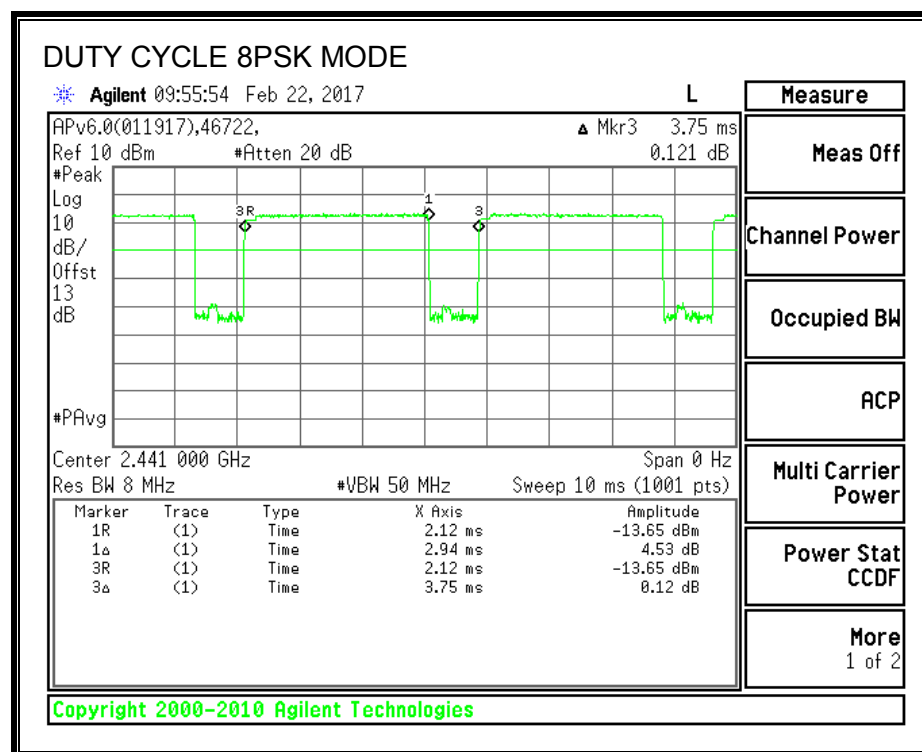 DUTY CYCLE 8PSK MODE
Agilent 09:55:54 Feb 22, 2017 L
Measure
APv6.0(011917),46722, Δ Mkr3 3.75 ms
Ref 10 dBm #Atten 20 dB 0.121 dB
Meas Off
#Peak
Log
10
dB/
Offst
13
dB
3R
1
3
#PAvg
Channel Power
Occupied BW
ACP
Center 2.441 000 GHz Span 0 Hz
Res BW 8 MHz #VBW 50 MHz Sweep 10 ms (1001 pts)
Multi Carrier
Power
Marker Trace Type X Axis Amplitude
1R (1) Time 2.12 ms -13.65 dBm
1Δ (1) Time 2.94 ms 4.53 dB
3R (1) Time 2.12 ms -13.65 dBm
3Δ (1) Time 3.75 ms 0.12 dB
Power Stat
CCDF
More
1 of 2
Copyright 2000-2010 Agilent Technologies